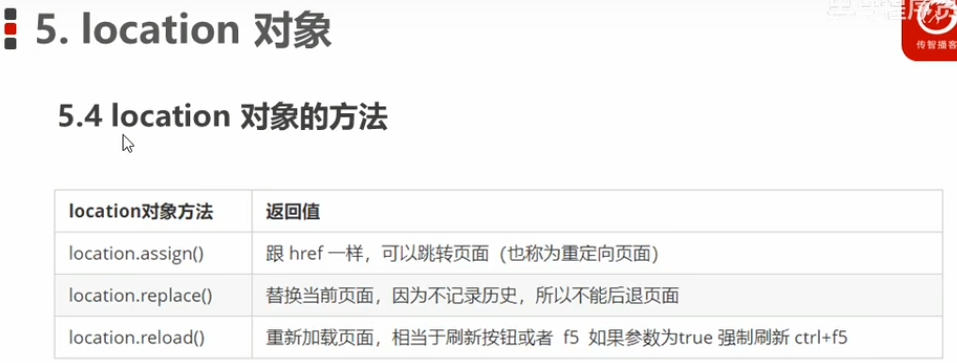 5. location 对象
传智播客
5.4 location 对象的方法
location对象方法 返回值
location.assign() 跟 href 一样，可以跳转页面（也称为重定向页面）
location.replace() 替换当前页面，因为不记录历史，所以不能后退页面
location.reload() 重新加载页面，相当于刷新按钮或者 f5 如果参数为true 强制刷新 ctrl+f5